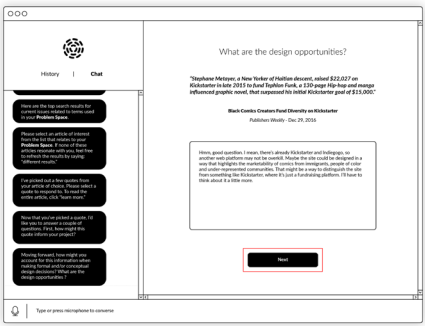 History | Chat
Here are the top search results for
current issues related to terms used
in your Problem Space.
Please select an article of interest
from the list that relates to your
Problem Space. If none of these
articles resonate with you, feel free
to refresh the results by saying:
"different results."
I've picked out a few quotes from
your article of choice. Please select a
quote to respond to. To read the
entire article, click "learn more."
Now that you've picked a quote, I'd
like you to answer a couple of
questions. First, how might this
quote inform your project?
Moving forward, how might you
account for this information when
making formal and/or conceptual
design decisions? What are the
design opportunities ?
What are the design opportunities?
"Stephane Metayer, a New Yorker of Haitian descent, raised $22,027 on
Kickstarter in late 2015 to fund Tephlon Funk, a 130-page Hip-hop and manga
influenced graphic novel, that surpassed his initial Kickstarter goal of $15,000."
Black Comics Creators Fund Diversity on Kickstarter
Publishers Weekly - Dec 29, 2016
Hmm, good question. I mean, there's already Kickstarter and Indiegogo, so
another web platform may not be overkill. Maybe the site could be designed in a
way that highlights the marketability of comics from immigrants, people of color
and under-represented communities. That might be a way to distinguish the site
from something like Kickstarter, where it's just a fundraising platform. I'll have to
think about it a little more.
Next
Type or press microphone to converse